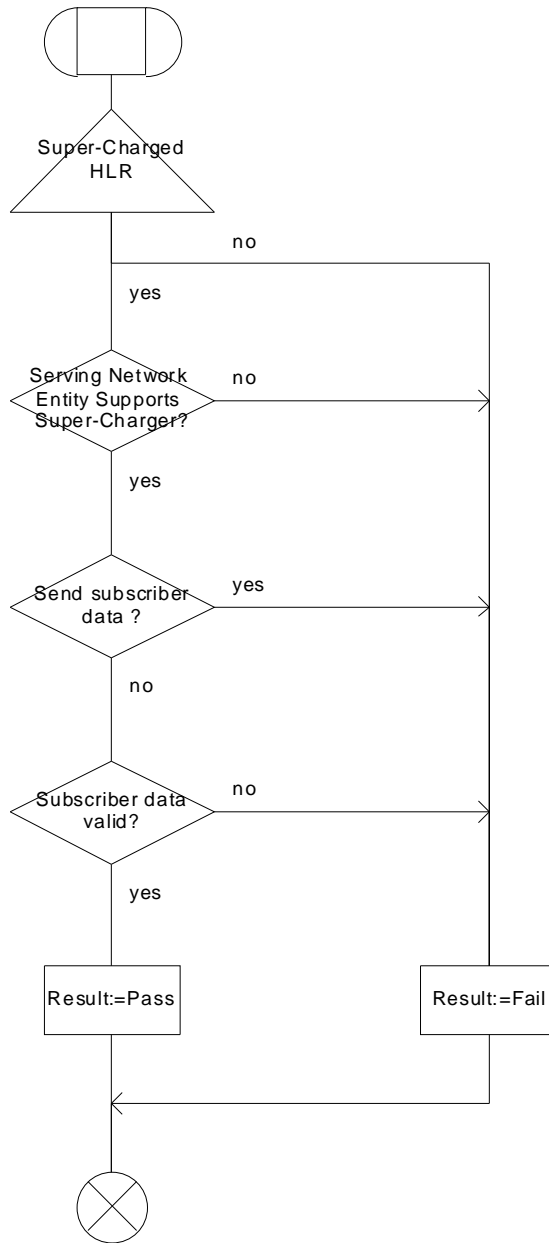 Super-Charged
HLR
no
yes
Serving Network
Entity Supports
Super-Charger?
no
yes
Send subscriber
data ?
yes
no
Subscriber data
valid?
no
yes
Result:=Pass
Result:=Fail